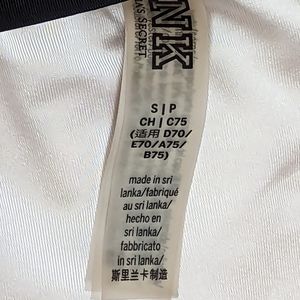 NK
A'S SECRET
S | P
CH | C75
(适用 D70/
E70/A75/
B75)
made in sri
lanka/fabriqué
au sri lanka/
hecho en
sri lanka/
fabbricato
in sri lanka/
斯里兰卡制造